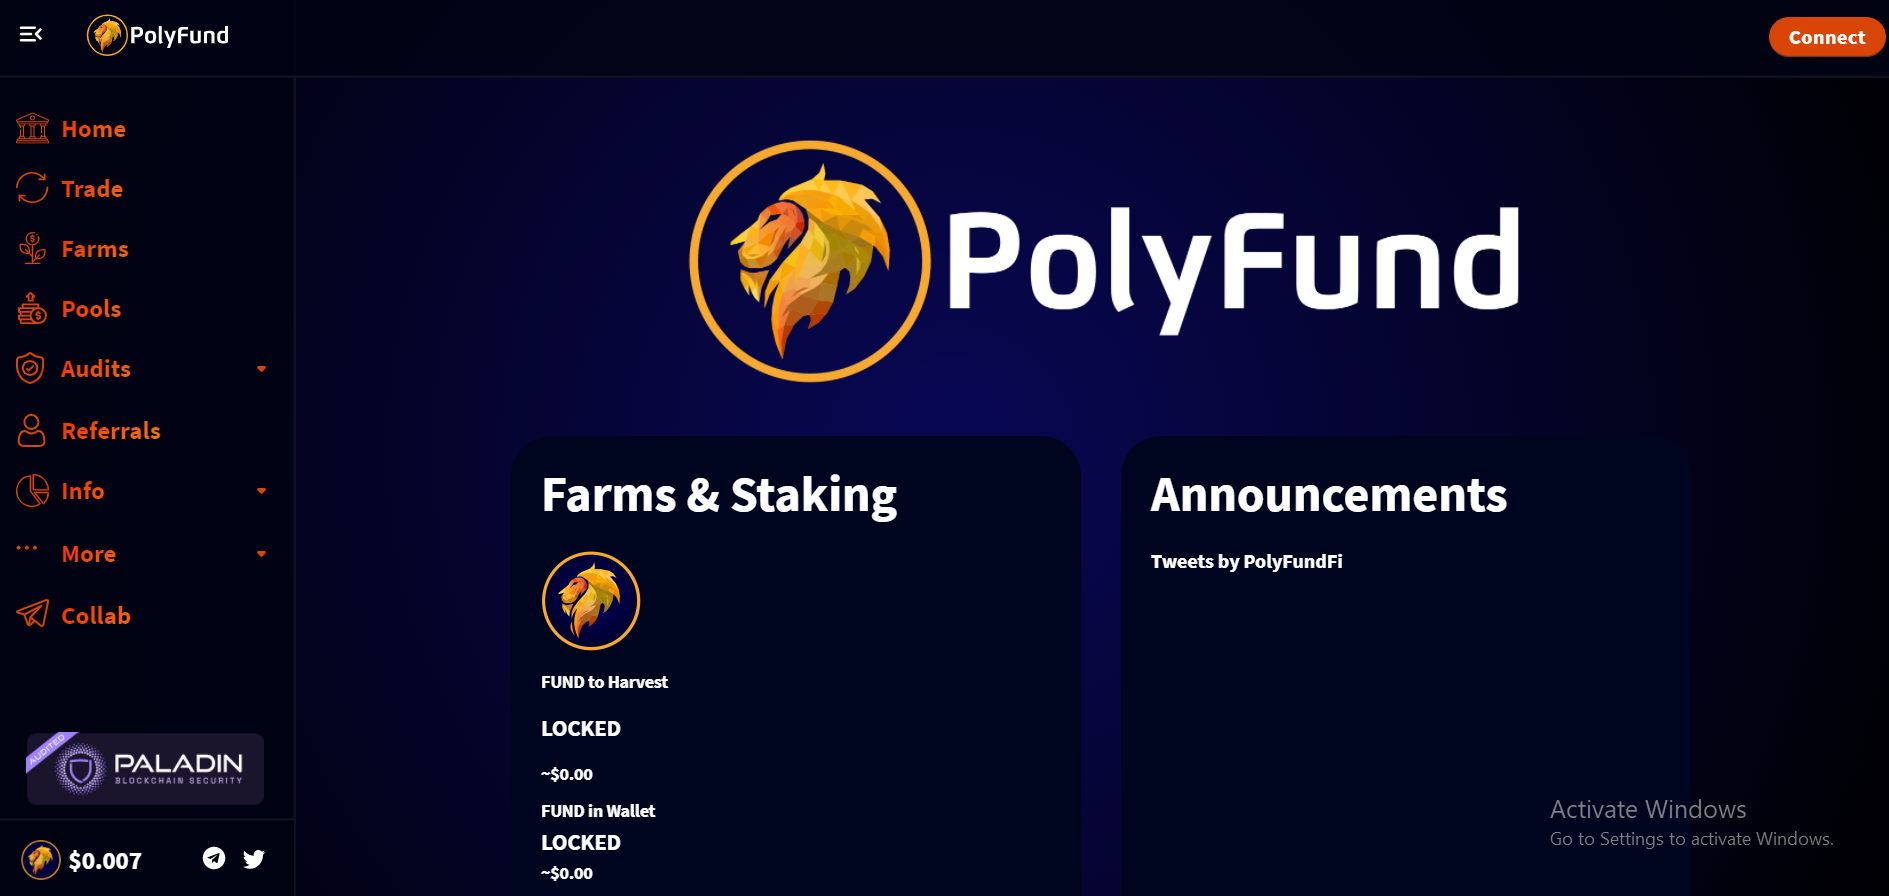 PolyFund
Connect
Home
Trade
Farms
Pools
Audits
Referrals
Info
More
Collab
AUDITED
PALADIN
BLOCKCHAIN SECURITY
$0.007
PolyFund
Farms & Staking
FUND to Harvest
LOCKED
~$0.00
FUND in Wallet
LOCKED
~$0.00
Announcements
Tweets by PolyFundFi
Activate Windows
Go to Settings to activate Windows.